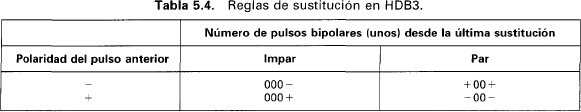 Tabla 5.4. Reglas de sustitución en HDB3.
Número de pulsos bipolares (unos) desde la última sustitución
Polaridad del pulso anterior Impar Par
− 000 − +00 +
+ 000 + −00 −